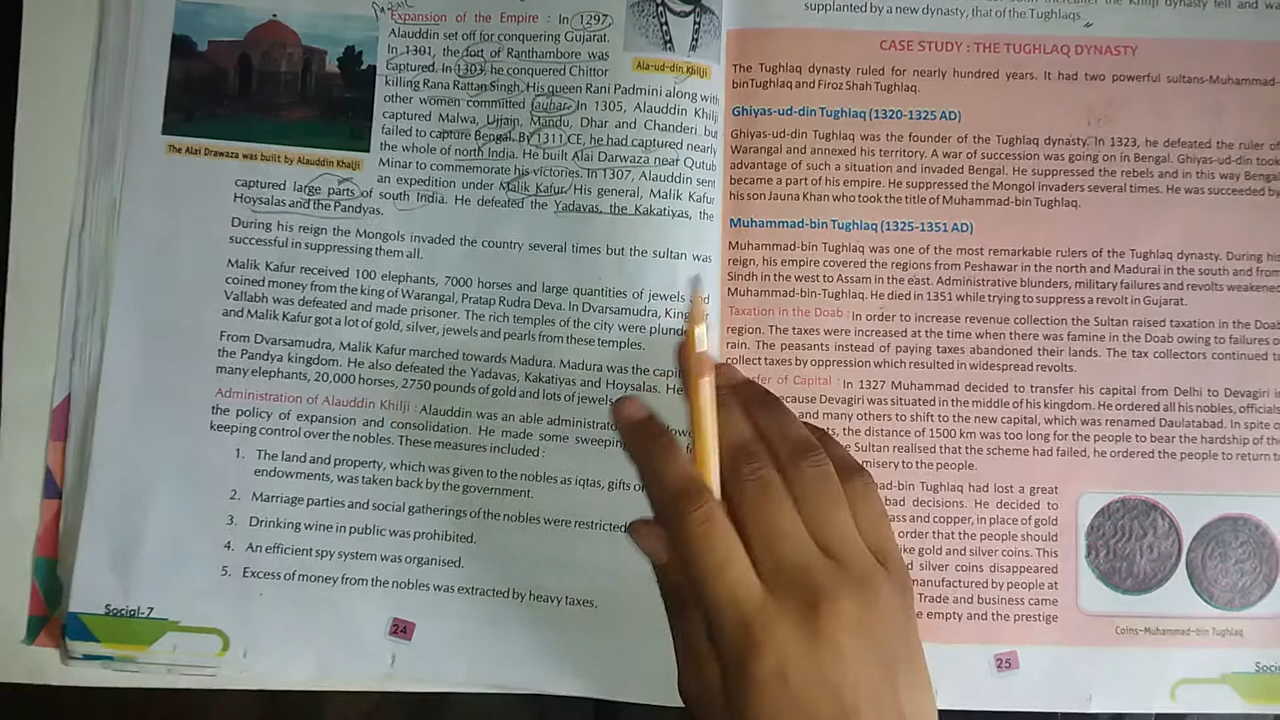 Expansion of the Empire : In 1297,
Alauddin set off for conquering Gujarat.
In 1301, the fort of Ranthambore was
captured. In 1303, he conquered Chittor
killing Rana Rattan Singh. His queen Rani Padmini along with
other women committed Jauhar. In 1305, Alauddin Khilji
captured Malwa, Ujjain, Mandu, Dhar and Chanderi but
failed to capture Bengal. By 1311 CE, he had captured nearly
the whole of north India. He built Alai Darwaza near Qutub
Minar to commemorate his victories. In 1307, Alauddin sent
an expedition under Malik Kafur. His general, Malik Kafur
captured large parts of south India. He defeated the Yadavas, the Kakatiyas, the
Hoysalas and the Pandyas.
Ala-ud-din Khilji
The Alai Drawaza was built by Alauddin Khalji
During his reign the Mongols invaded the country several times but the sultan was
successful in suppressing them all.
Malik Kafur received 100 elephants, 7000 horses and large quantities of jewels and
coined money from the king of Warangal, Pratap Rudra Deva. In Dvarsamudra, King
Vallabh was defeated and made prisoner. The rich temples of the city were
and Malik Kafur got a lot of gold, silver, jewels and pearls from these temples.
From Dvarsamudra, Malik Kafur marched towards Madura. Madura was the
the Pandya kingdom. He also defeated the Yadavas, Kakatiyas and Hoysalas. He
many elephants, 20,000 horses, 2750 pounds of gold and lots of jewels
Administration of Alauddin Khilji : Alauddin was an able
the policy of expansion and consolidation. He made some
keeping control over the nobles. These measures included :
1. The land and property, which was given to the nobles as iqtas, gifts or
endowments, was taken back by the government.
2. Marriage parties and social gatherings of the nobles were restricted
3. Drinking wine in public was prohibited.
4. An efficient spy system was organised.
5. Excess of money from the nobles was extracted by heavy taxes.
Social-7
24
supplanted by a new dynasty, that of the Tughlaqs.
CASE STUDY : THE TUGHLAQ DYNASTY
The Tughlaq dynasty ruled for nearly hundred years. It had two powerful sultans-Muhammad-
binTughlaq and Firoz Shah Tughlaq.
Ghiyas-ud-din Tughlaq (1320-1325 AD)
Ghiyas-ud-din Tughlaq was the founder of the Tughlaq dynasty. In 1323, he defeated the ruler of
Warangal and annexed his territory. A war of succession was going on in Bengal. Ghiyas-ud-din took
advantage of such a situation and invaded Bengal. He suppressed the rebels and in this way Bengal
became a part of his empire. He suppressed the Mongol invaders several times. He was succeeded by
his son Jauna Khan who took the title of Muhammad-bin Tughlaq.
Muhammad-bin Tughlaq (1325-1351 AD)
Muhammad-bin Tughlaq was one of the most remarkable rulers of the Tughlaq dynasty. During his
reign, his empire covered the regions from Peshawar in the north and Madurai in the south and from
Sindh in the west to Assam in the east. Administrative blunders, military failures and revolts weakened
Muhammad-bin-Tughlaq. He died in 1351 while trying to suppress a revolt in Gujarat.
Taxation in the Doab : In order to increase revenue collection the Sultan raised taxation in the Doab
region. The taxes were increased at the time when there was famine in the Doab owing to failures of
rain. The peasants instead of paying taxes abandoned their lands. The tax collectors continued to
collect taxes by oppression which resulted in widespread revolts.
of Capital : In 1327 Muhammad decided to transfer his capital from Delhi to Devagiri
because Devagiri was situated in the middle of his kingdom. He ordered all his nobles, officials
and many others to shift to the new capital, which was renamed Daulatabad. In spite of
the distance of 1500 km was too long for the people to bear the hardship of the
Sultan realised that the scheme had failed, he ordered the people to return to
misery to the people.
bin Tughlaq had lost a great
bad decisions. He decided to
and copper, in place of gold
order that the people should
like gold and silver coins. This
silver coins disappeared
manufactured by people at
Trade and business came
empty and the prestige
Coins-Muhammad-bin Tughlaq
25